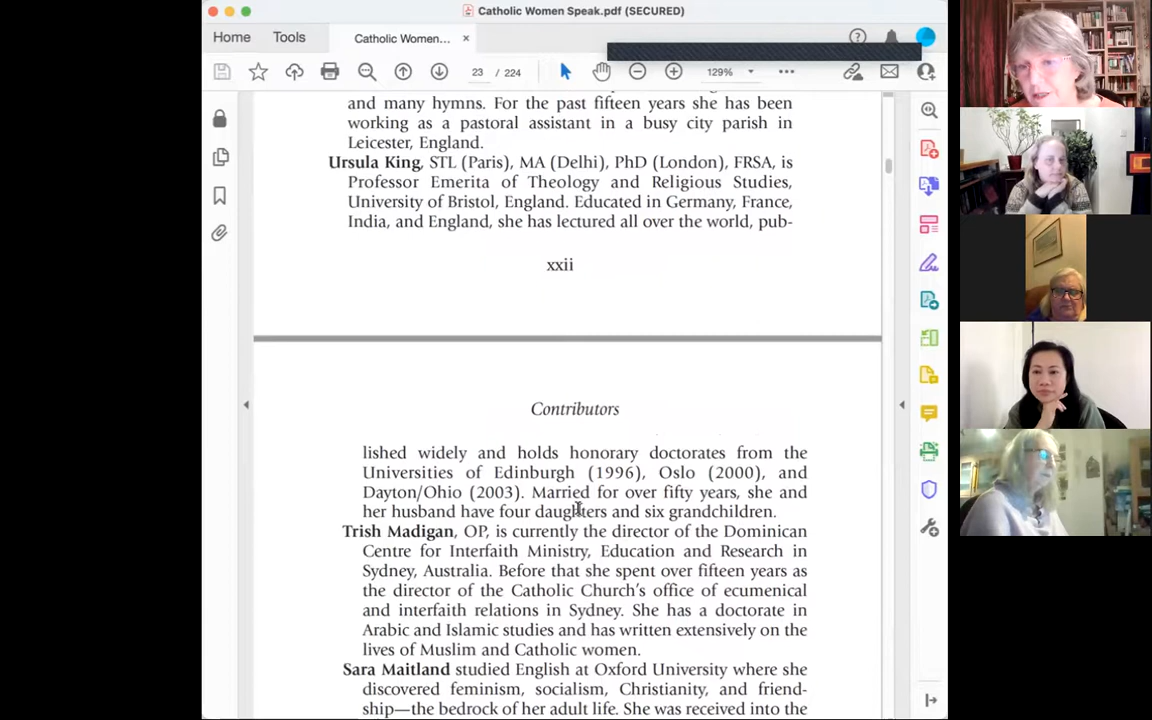 Catholic Women Speak.pdf (SECURED)
Home Tools Catholic Women... ×
23 / 224 129%
and many hymns. For the past fifteen years she has been
working as a pastoral assistant in a busy city parish in
Leicester, England.
Ursula King, STL (Paris), MA (Delhi), PhD (London), FRSA, is
Professor Emerita of Theology and Religious Studies,
University of Bristol, England. Educated in Germany, France,
India, and England, she has lectured all over the world, pub-
xxii
Contributors
lished widely and holds honorary doctorates from the
Universities of Edinburgh (1996), Oslo (2000), and
Dayton/Ohio (2003). Married for over fifty years, she and
her husband have four daughters and six grandchildren.
Trish Madigan, OP, is currently the director of the Dominican
Centre for Interfaith Ministry, Education and Research in
Sydney, Australia. Before that she spent over fifteen years as
the director of the Catholic Church's office of ecumenical
and interfaith relations in Sydney. She has a doctorate in
Arabic and Islamic studies and has written extensively on the
lives of Muslim and Catholic women.
Sara Maitland studied English at Oxford University where she
discovered feminism, socialism, Christianity, and friend-
ship—the bedrock of her adult life. She was received into the